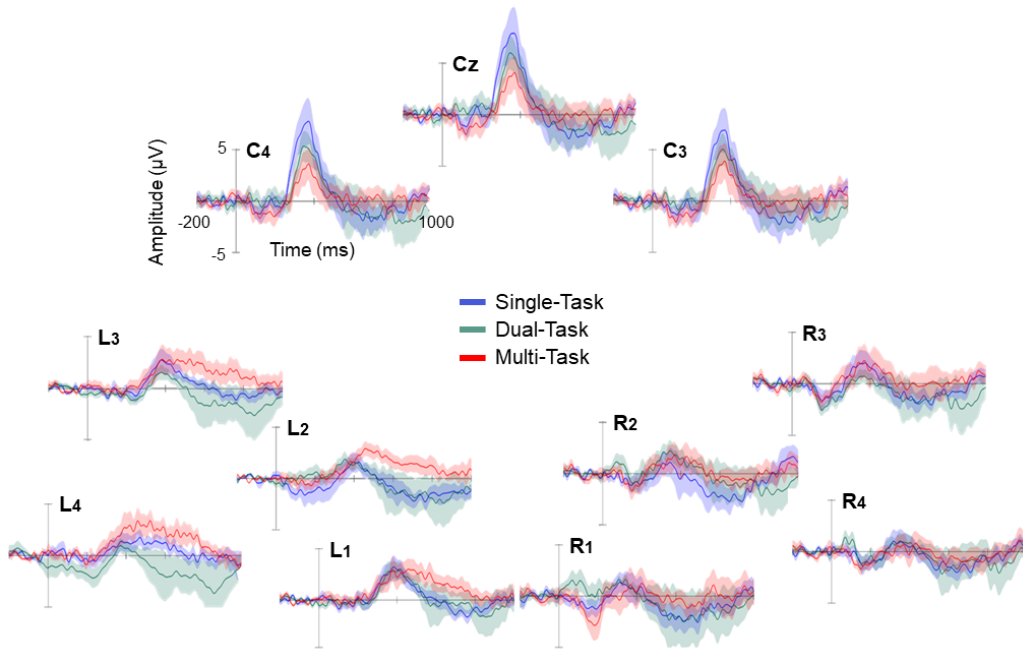 Cz
C4
C3
Amplitude (μV)
5
-200
1000
-5
Time (ms)
Single-Task
Dual-Task
Multi-Task
L3
R3
L2
R2
L4
R4
L1
R1